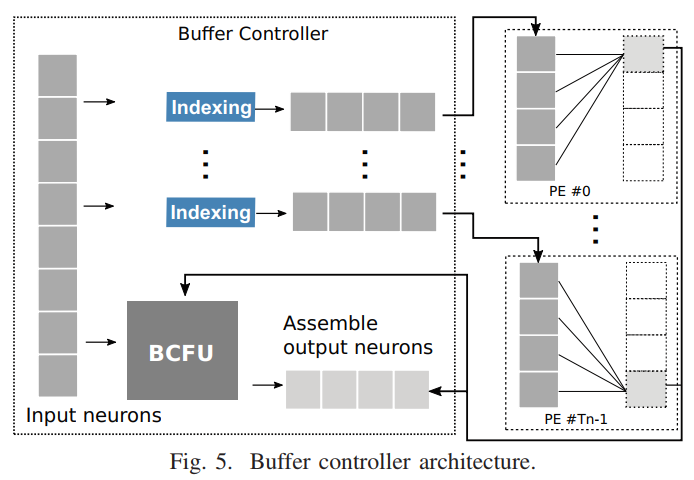 Buffer Controller
Indexing
Indexing
PE #0
BCFU
Assemble
output neurons
Input neurons
PE #Tn-1
Fig. 5. Buffer controller architecture.